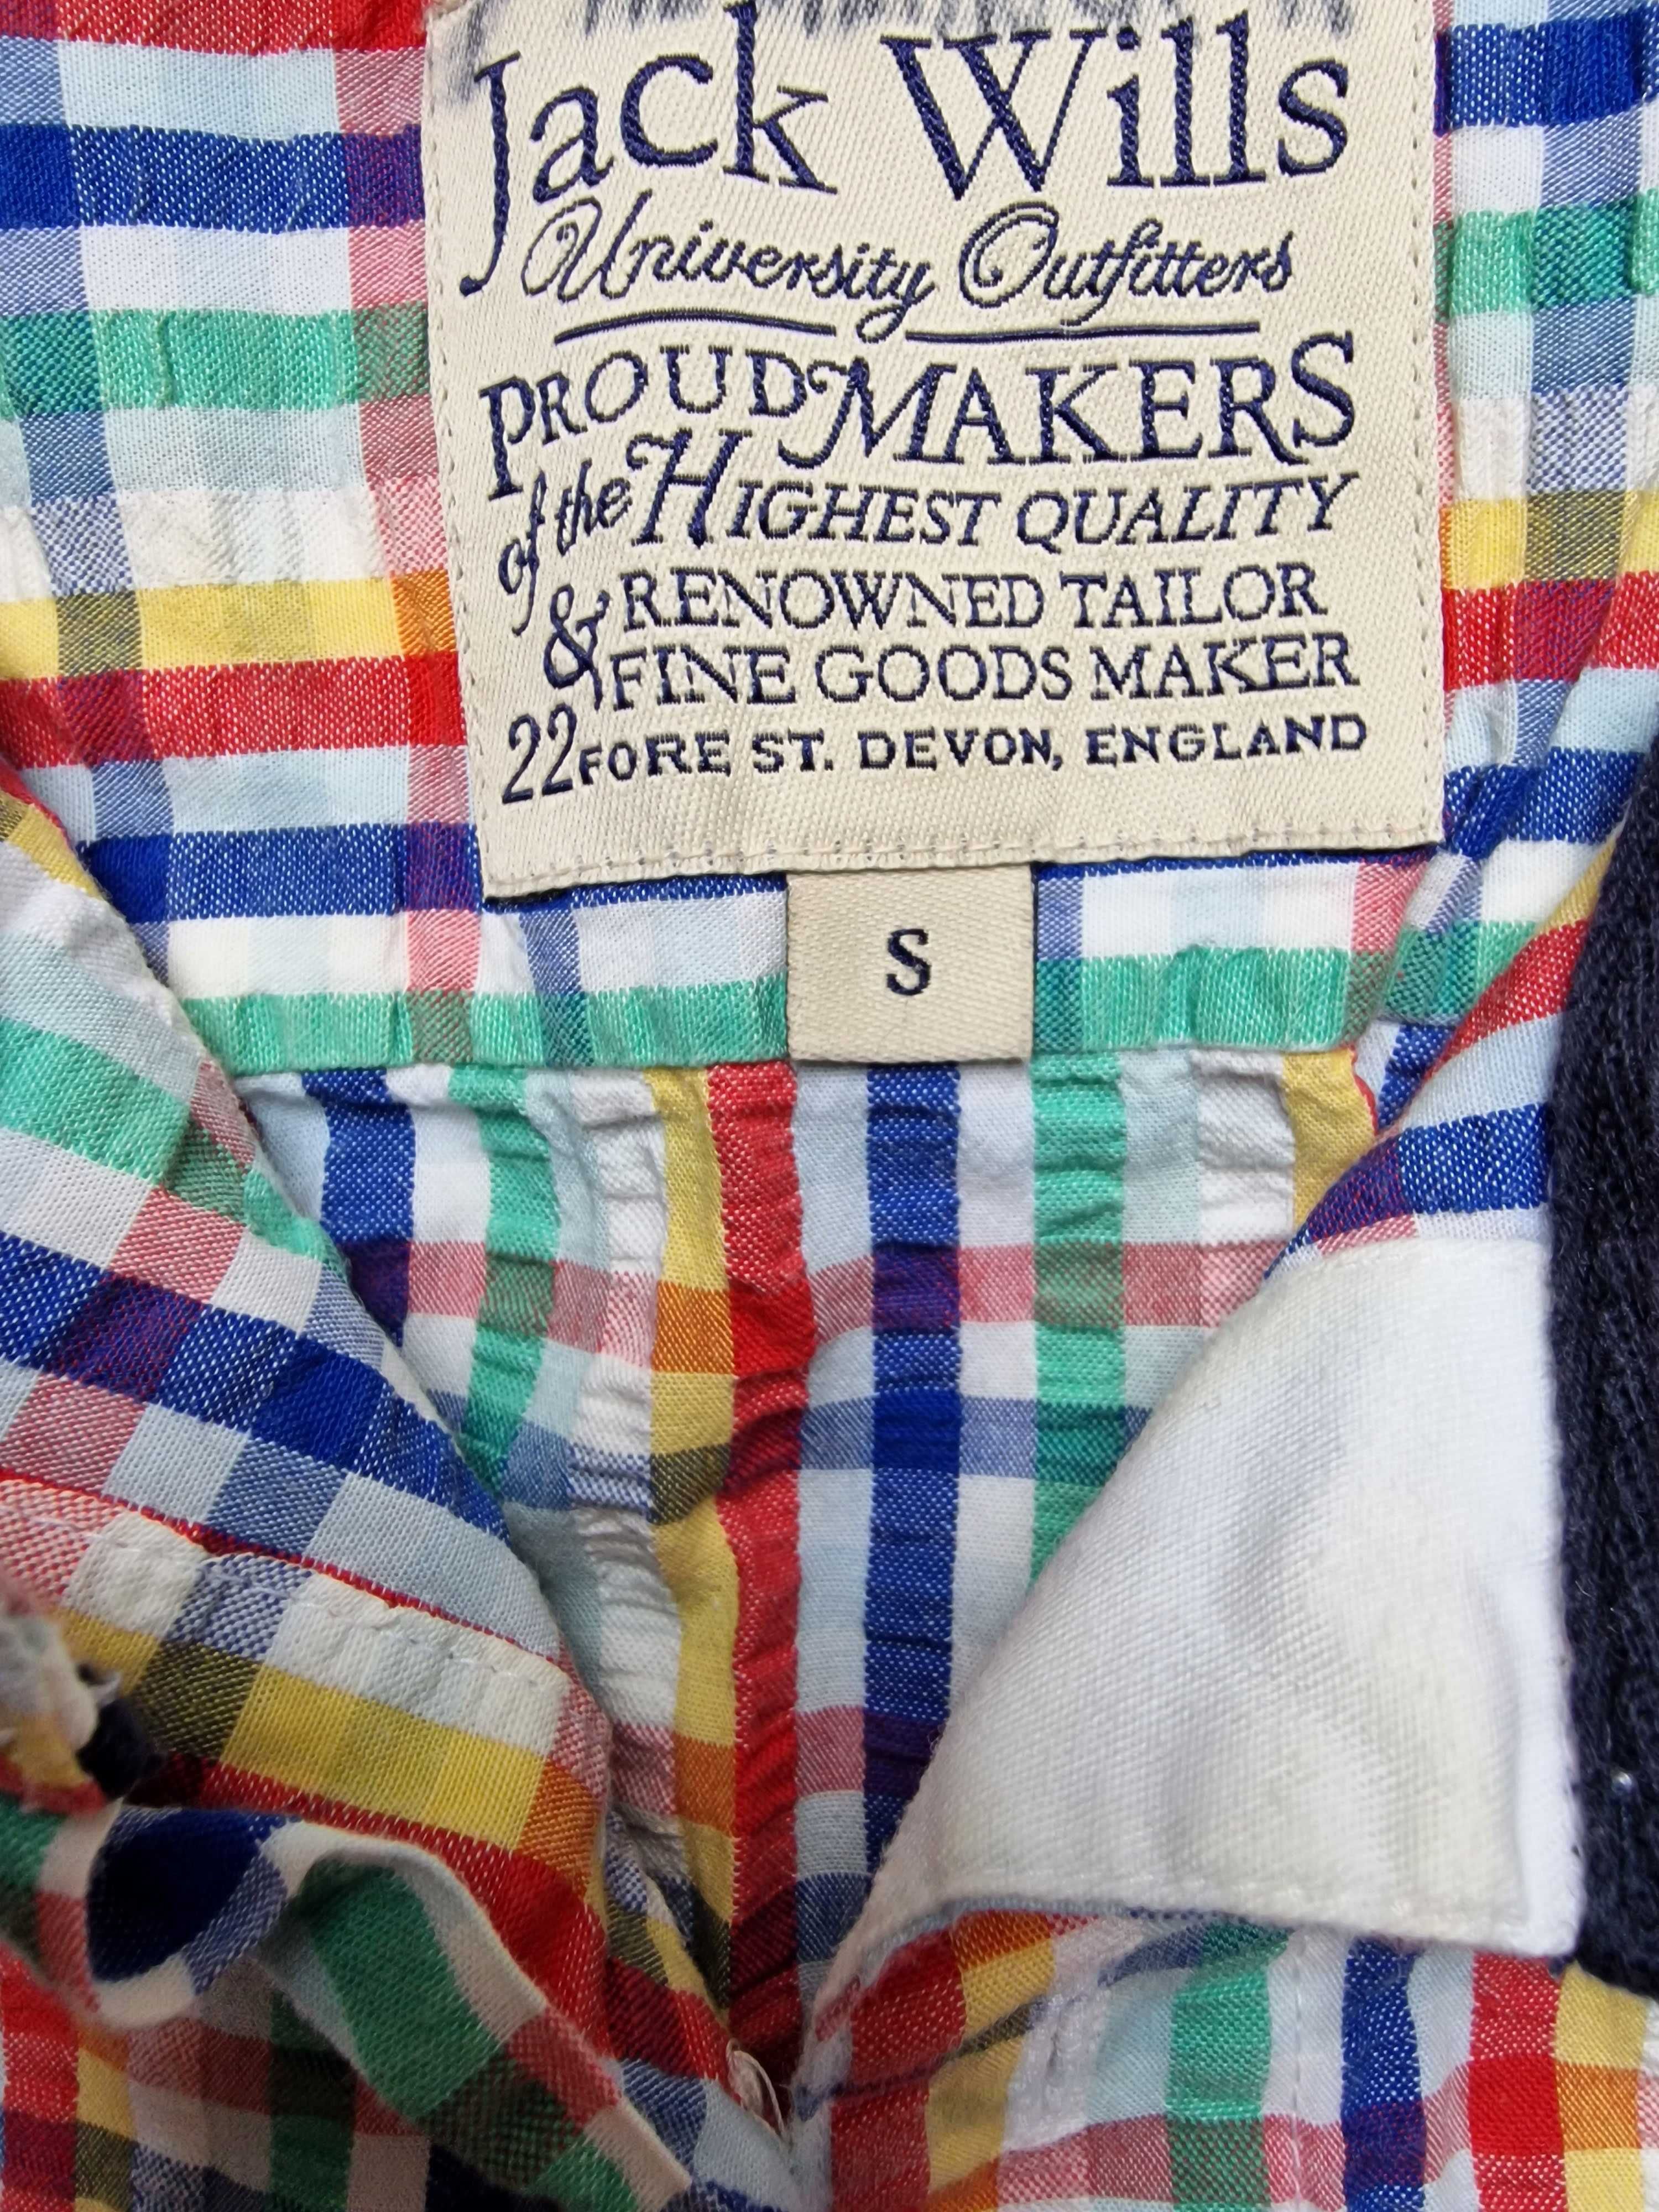 Jack Wills
University Outfitters
PROUD MAKERS
of the HIGHEST QUALITY
& RENOWNED TAILOR
& FINE GOODS MAKER
22 FORE ST. DEVON, ENGLAND
S